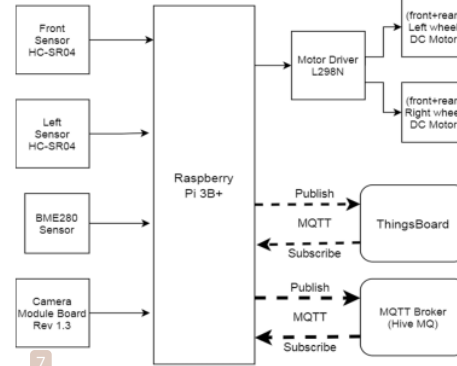 Front
Sensor
HC-SR04
Left
Sensor
HC-SR04
BME280
Sensor
Camera
Module Board
Rev 1.3
7
Raspberry
Pi 3B+
Motor Driver
L298N
(front+rear
Left wheel
DC Motor
(front+rear
Right whee
DC Motor
Publish
MQTT
Subscribe
ThingsBoard
Publish
MQTT
Subscribe
MQTT Broker
(Hive MQ)